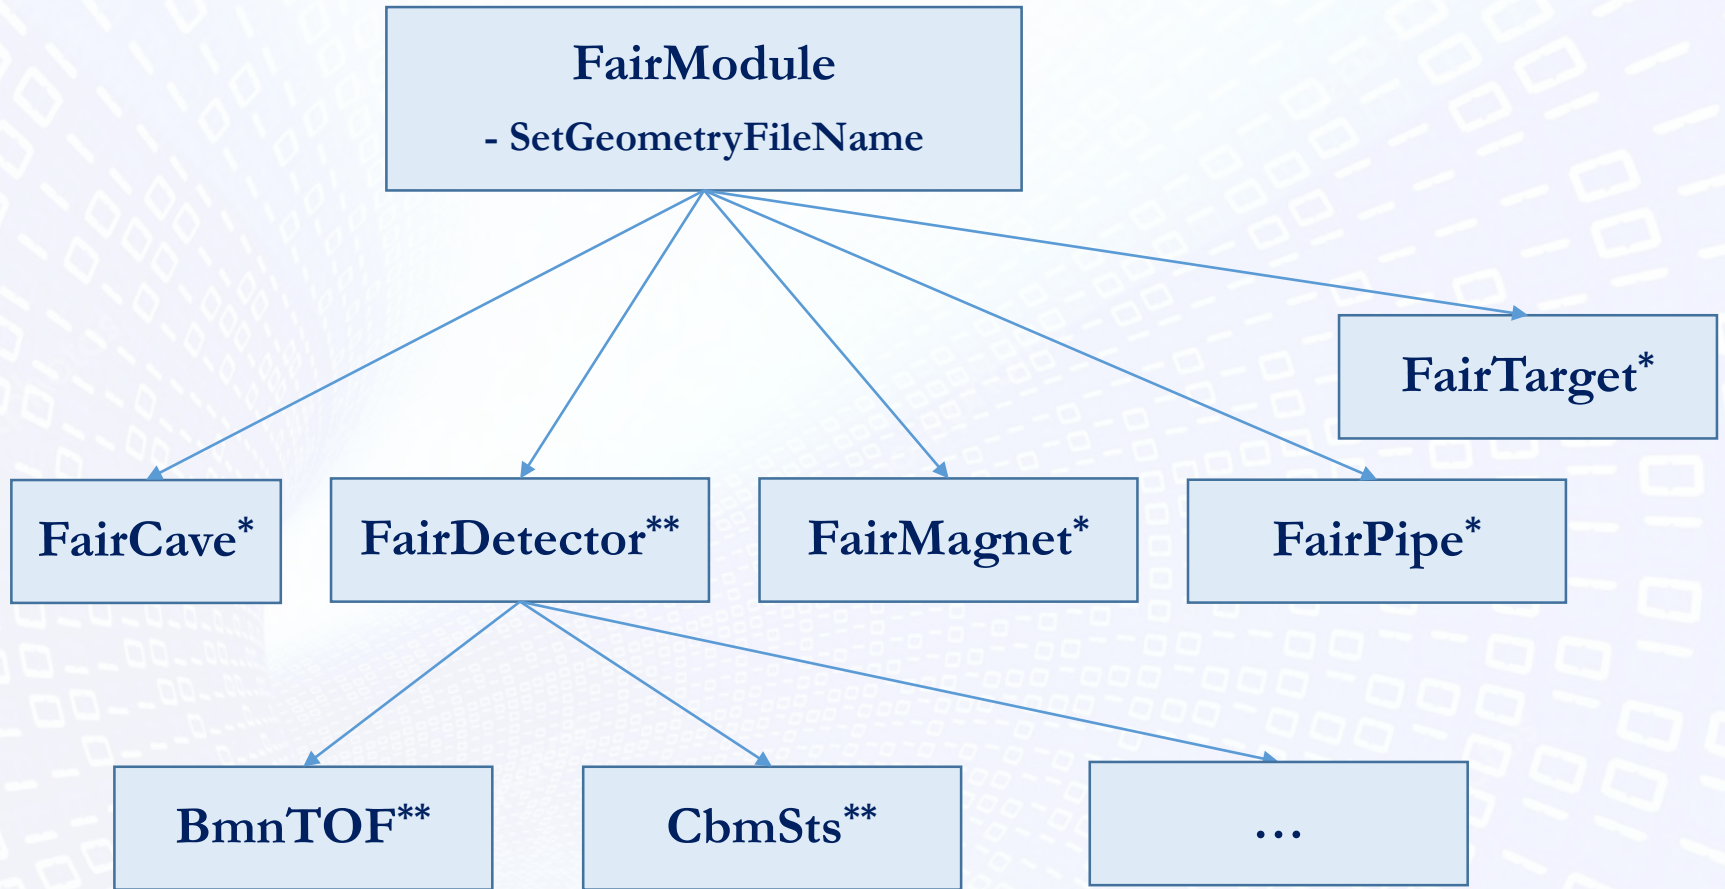 FairModule
- SetGeometryFileName
FairTarget*
FairCave*
FairDetector**
FairMagnet*
FairPipe*
BmnTOF**
CbmSts**
…